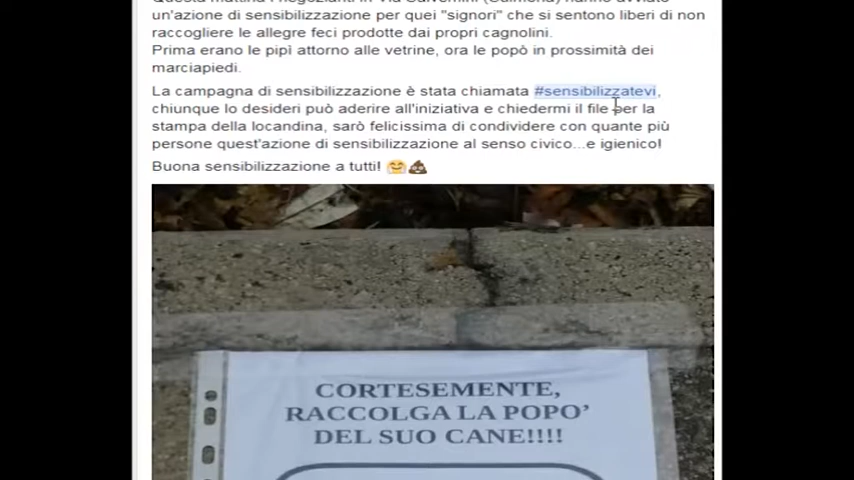 un'azione di sensibilizzazione per quei "signori" che si sentono liberi di non
raccogliere le allegre feci prodotte dai propri cagnolini.
Prima erano le pipì attorno alle vetrine, ora le popò in prossimità dei
marciapiedi.
La campagna di sensibilizzazione è stata chiamata #sensibilizzatevi,
chiunque lo desideri può aderire all'iniziativa e chiedermi il file per la
stampa della locandina, sarò felicissima di condividere con quante più
persone quest'azione di sensibilizzazione al senso civico...e igienico!
Buona sensibilizzazione a tutti! 🤗💩
CORTESEMENTE,
RACCOLGA LA POPO'
DEL SUO CANE!!!!